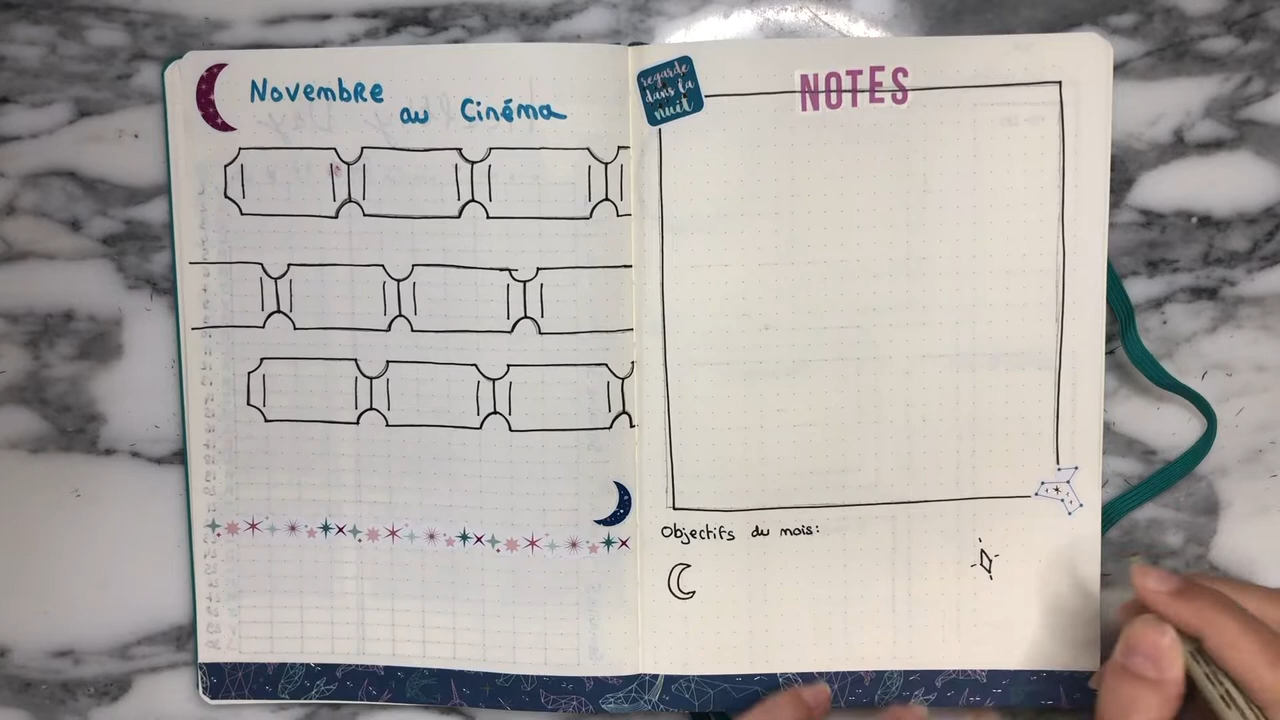 Novembre
au Cinéma
regarde
dans la
nuit
NOTES
Objectifs du mois: